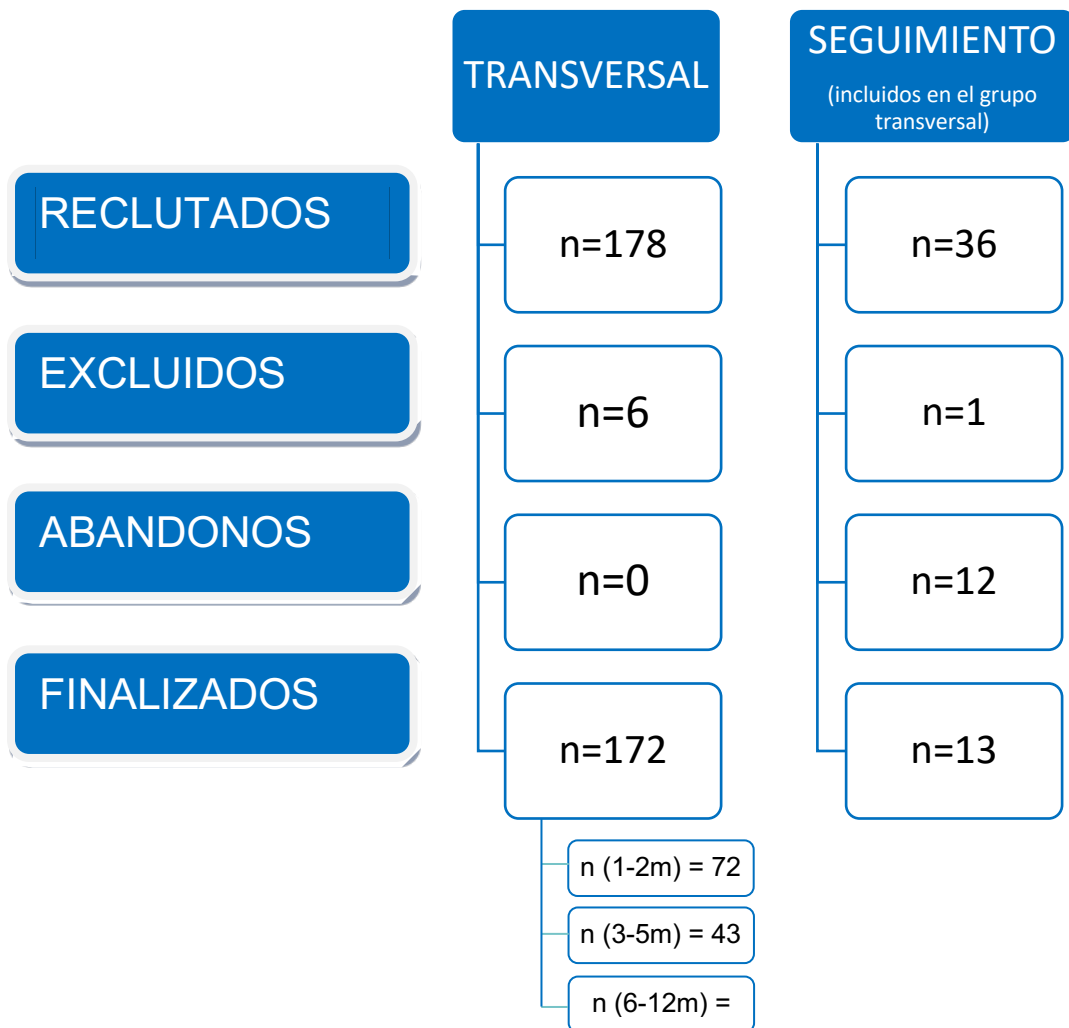 TRANSVERSAL
SEGUIMIENTO
(incluidos en el grupo
transversal)
RECLUTADOS
n=178
n=36
EXCLUIDOS
n=6
n=1
ABANDONOS
n=0
n=12
FINALIZADOS
n=172
n=13
n (1-2m) = 72
n (3-5m) = 43
n (6-12m) =